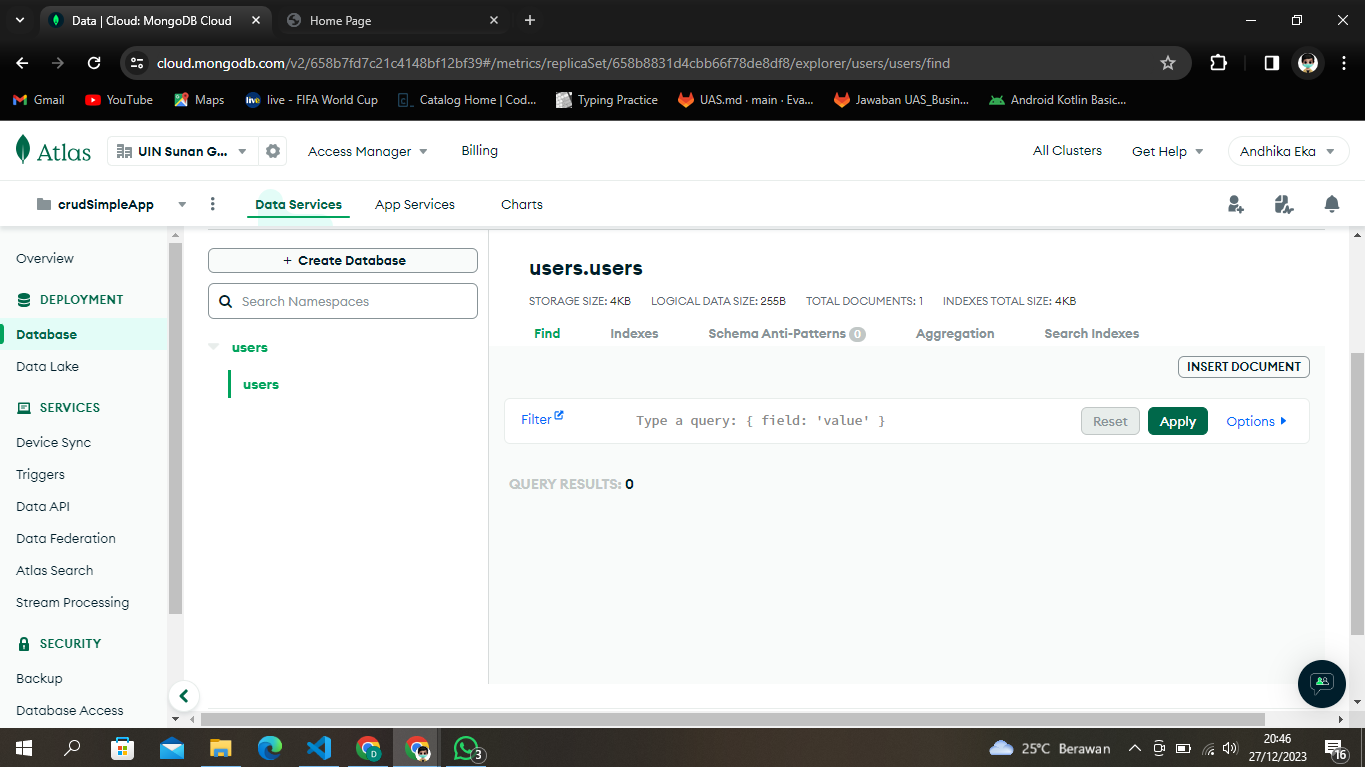 Data | Cloud: MongoDB Cloud
Home Page
cloud.mongodb.com/v2/658b7fd7c21c4148bf12bf39#/metrics/replicaSet/658b8831d4cbb66f78de8df8/explorer/users/users/find
Gmail YouTube Maps live - FIFA World Cup Catalog Home | Cod... Typing Practice UAS.md · main · Eva... Jawaban UAS_Busin... Android Kotlin Basic...
Atlas UIN Sunan G... Access Manager Billing All Clusters Get Help Andhika Eka
crudSimpleApp Data Services App Services Charts
Overview
DEPLOYMENT
Database
Data Lake
SERVICES
Device Sync
Triggers
Data API
Data Federation
Atlas Search
Stream Processing
SECURITY
Backup
Database Access
+ Create Database
Search Namespaces
users
users
users.users
STORAGE SIZE: 4KB LOGICAL DATA SIZE: 255B TOTAL DOCUMENTS: 1 INDEXES TOTAL SIZE: 4KB
Find Indexes Schema Anti-Patterns 0 Aggregation Search Indexes
INSERT DOCUMENT
Filter Type a query: { field: 'value' } Reset Apply Options
QUERY RESULTS: 0
D
3
25°C Berawan
20:46
27/12/2023
16